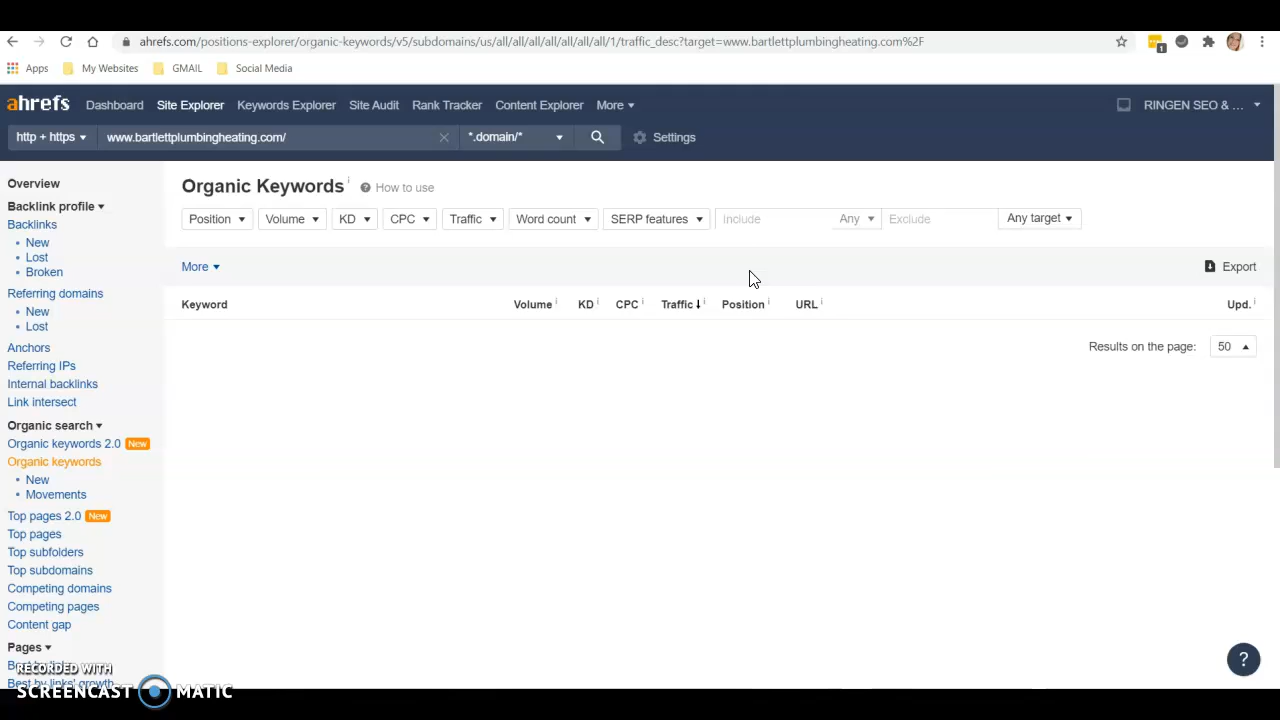 ahrefs.com/positions-explorer/organic-keywords/v5/subdomains/us/all/all/all/all/all/all/all/1/traffic_desc?target=www.bartlettplumbingheating.com%2F
1
Apps My Websites GMAIL Social Media
ahrefs Dashboard Site Explorer Keywords Explorer Site Audit Rank Tracker Content Explorer More RINGEN SEO & ...
http + https www.bartlettplumbingheating.com/ *.domain/* Settings
Overview
Backlink profile
Backlinks
New
Lost
Broken
Referring domains
New
Lost
Anchors
Referring IPs
Internal backlinks
Link intersect
Organic search
Organic keywords 2.0 New
Organic keywords
New
Movements
Top pages 2.0 New
Top pages
Top subfolders
Top subdomains
Competing domains
Competing pages
Content gap
Pages
Best by links' growth
Organic Keywords i ? How to use
Position Volume KD CPC Traffic Word count SERP features Include Any Exclude Any target
More Export
Keyword Volume i KD i CPC i Traffic i Position i URL i Upd. i
Results on the page: 50
?
RECORDED WITH
SCREENCAST MATIC